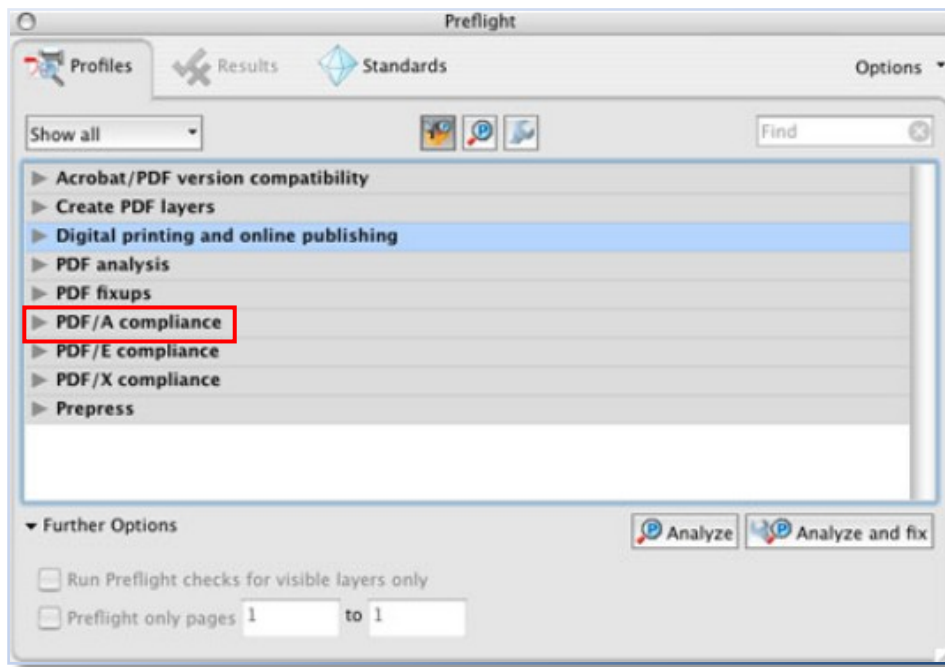 Preflight
Profiles Results Standards Options
Show all Find
Acrobat/PDF version compatibility
Create PDF layers
Digital printing and online publishing
PDF analysis
PDF fixups
PDF/A compliance
PDF/E compliance
PDF/X compliance
Prepress
Further Options Analyze Analyze and fix
Run Preflight checks for visible layers only
Preflight only pages 1 to 1